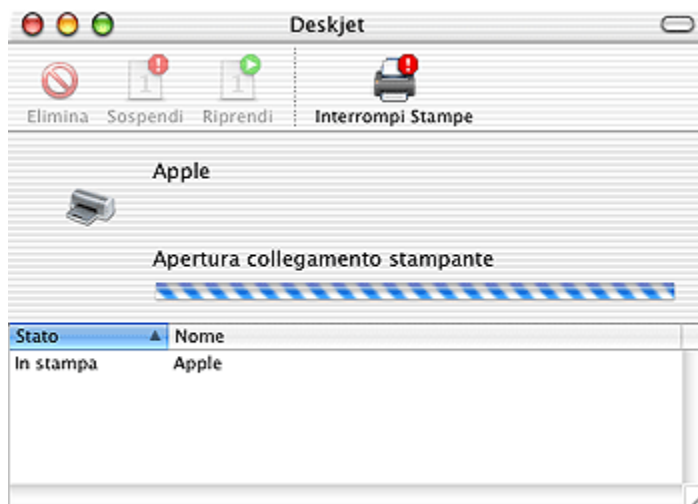 Deskjet
Elimina Sospendi Riprendi Interrompi Stampe
Apple
Apertura collegamento stampante
Stato Nome
In stampa Apple